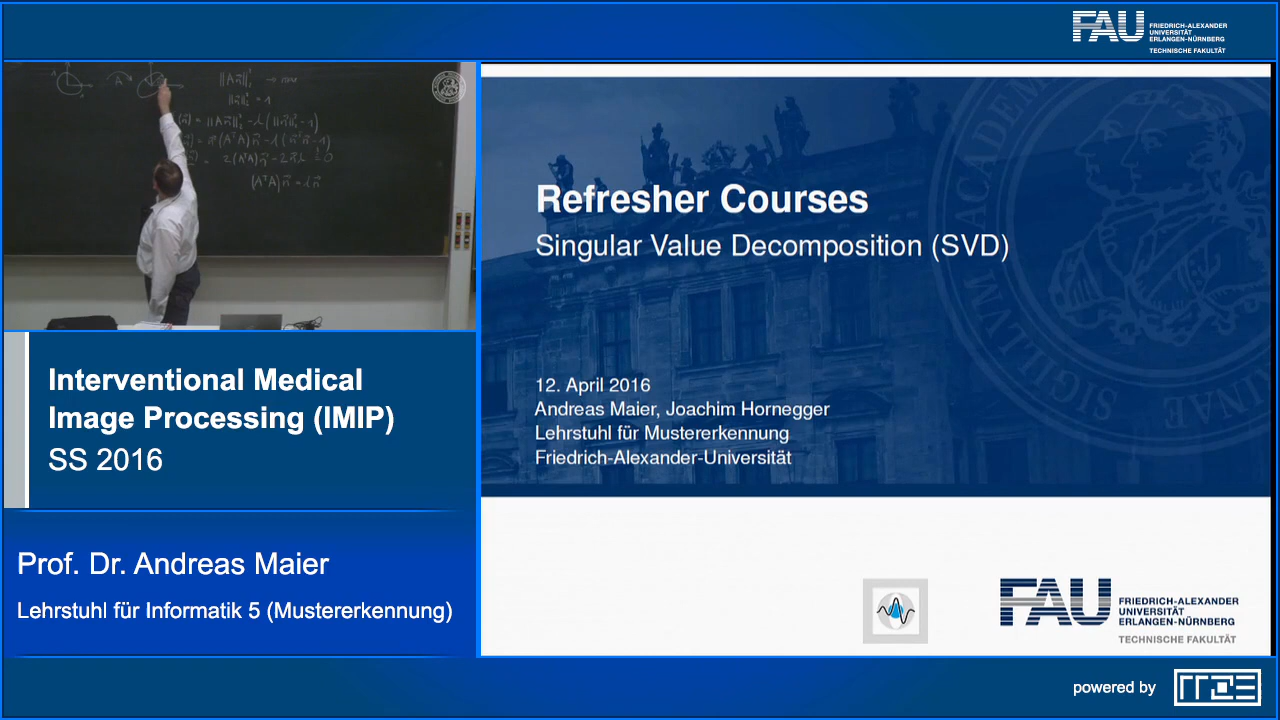 FAU
FRIEDRICH-ALEXANDER
UNIVERSITÄT
ERLANGEN-NÜRNBERG
TECHNISCHE FAKULTÄT
Refresher Courses
Singular Value Decomposition (SVD)
12. April 2016
Andreas Maier, Joachim Hornegger
Lehrstuhl für Mustererkennung
Friedrich-Alexander-Universität
Interventional Medical
Image Processing (IMIP)
SS 2016
Prof. Dr. Andreas Maier
Lehrstuhl für Informatik 5 (Mustererkennung)
FAU
FRIEDRICH-ALEXANDER
UNIVERSITÄT
ERLANGEN-NÜRNBERG
TECHNISCHE FAKULTÄT
powered by